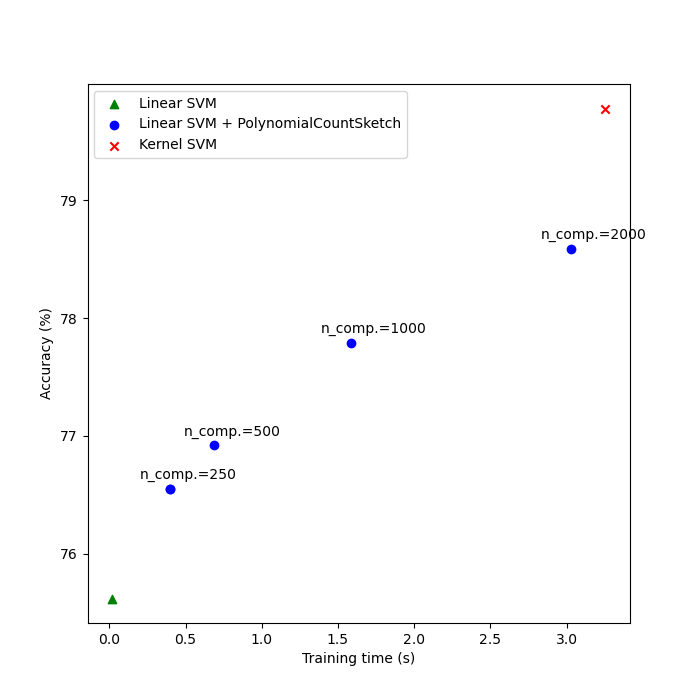 Linear SVM
Linear SVM + PolynomialCountSketch
Kernel SVM
79
n_comp.=2000
78
n_comp.=1000
Accuracy (%)
77
n_comp.=500
n_comp.=250
76
0.0 0.5 1.0 1.5 2.0 2.5 3.0
Training time (s)